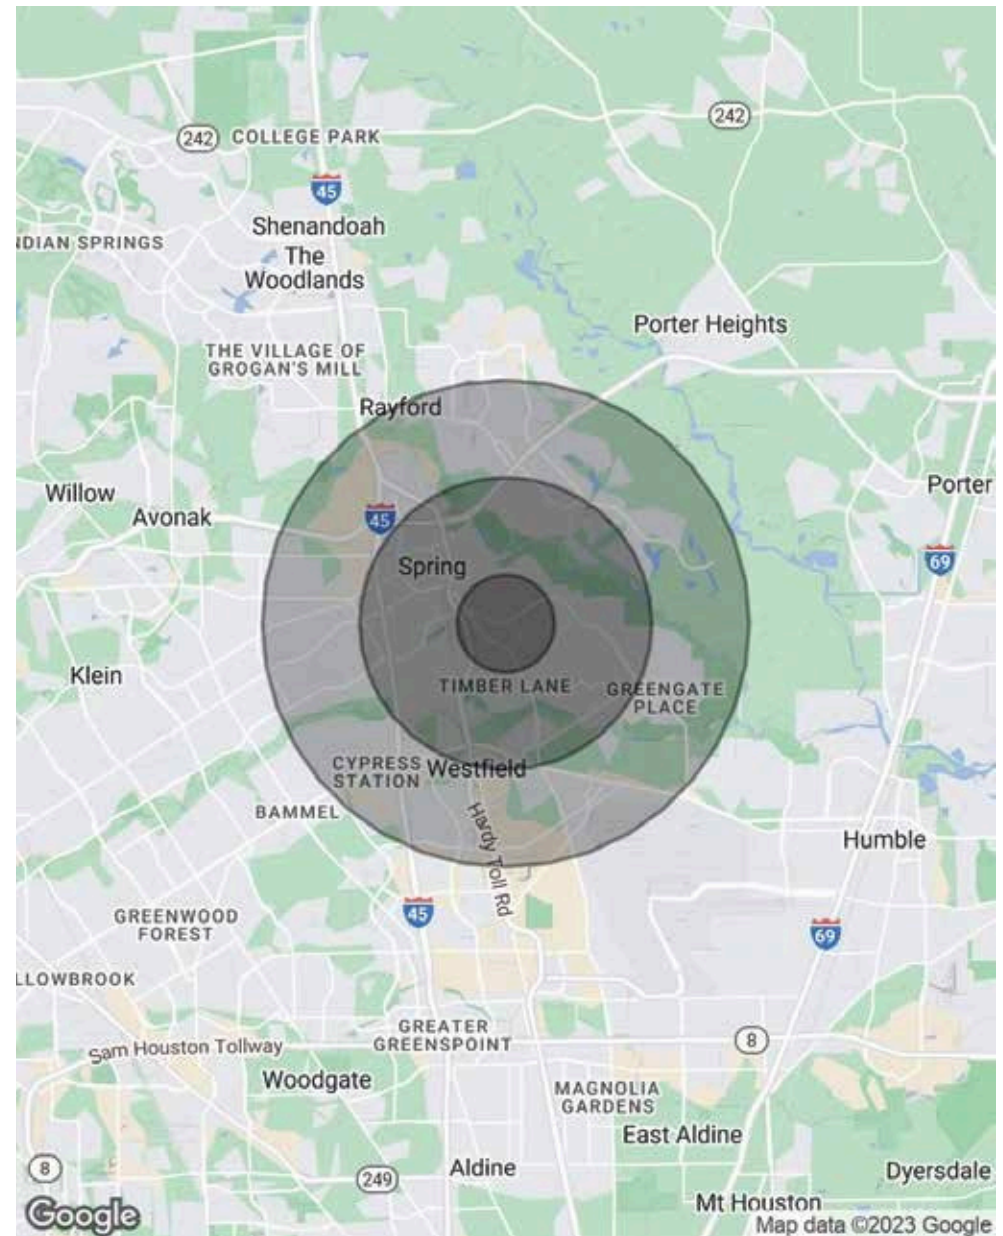 242
COLLEGE PARK
242
45
Shenandoah
NDIAN SPRINGS
The
Woodlands
Porter Heights
THE VILLAGE OF
GROGAN'S MILL
Rayford
Willow
Porter
Avonak
45
69
Spring
Klein
TIMBER LANE
GREENGATE
PLACE
CYPRESS
STATION
Westfield
BAMMEL
Hardy Toll Rd
Humble
GREENWOOD
FOREST
45
69
LLOWBROOK
GREATER
GREENSPOINT
8
Sam Houston Tollway
Woodgate
MAGNOLIA
GARDENS
East Aldine
8
249
Aldine
Dyersdale
Mt Houston
Google
Map data ©2023 Google